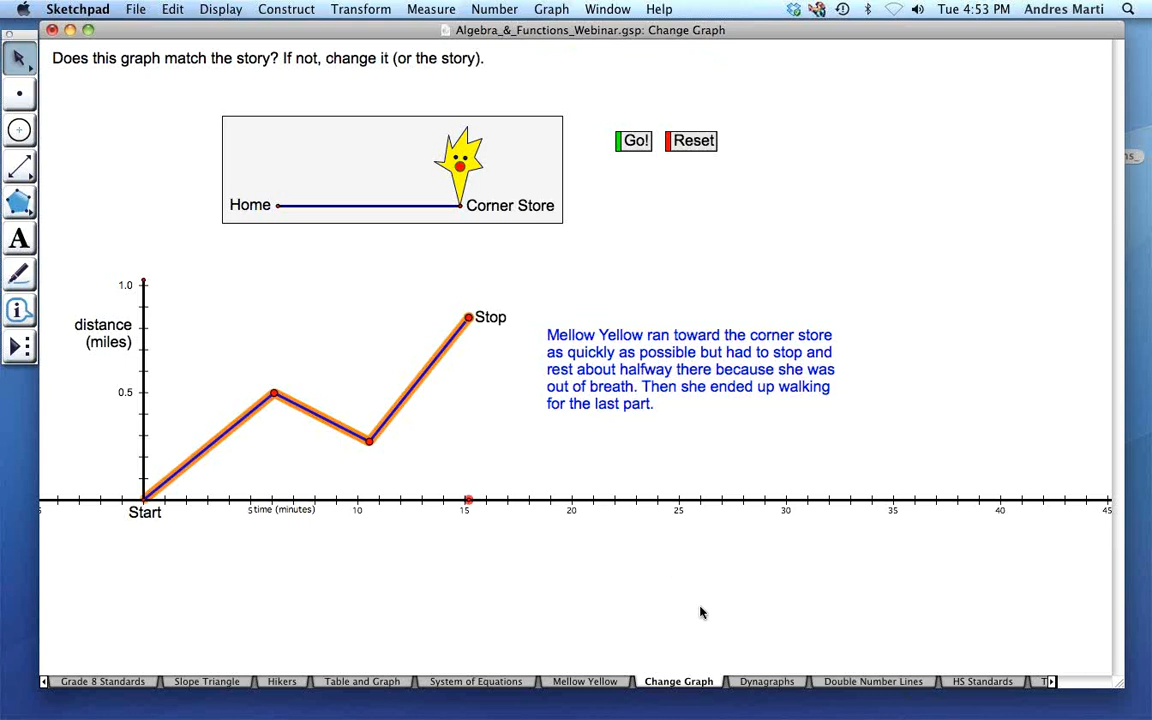 Sketchpad File Edit Display Construct Transform Measure Number Graph Window Help Tue 4:53 PM Andres Marti
Algebra_&_Functions_Webinar.gsp: Change Graph
Does this graph match the story? If not, change it (or the story).
Go! Reset
Home Corner Store
1.0
distance
(miles)
0.5
Stop
Mellow Yellow ran toward the corner store
as quickly as possible but had to stop and
rest about halfway there because she was
out of breath. Then she ended up walking
for the last part.
5 time (minutes) 10 15 20 25 30 35 40 45
Start
A
Grade 8 Standards Slope Triangle Hikers Table and Graph System of Equations Mellow Yellow Change Graph Dynagraphs Double Number Lines HS Standards